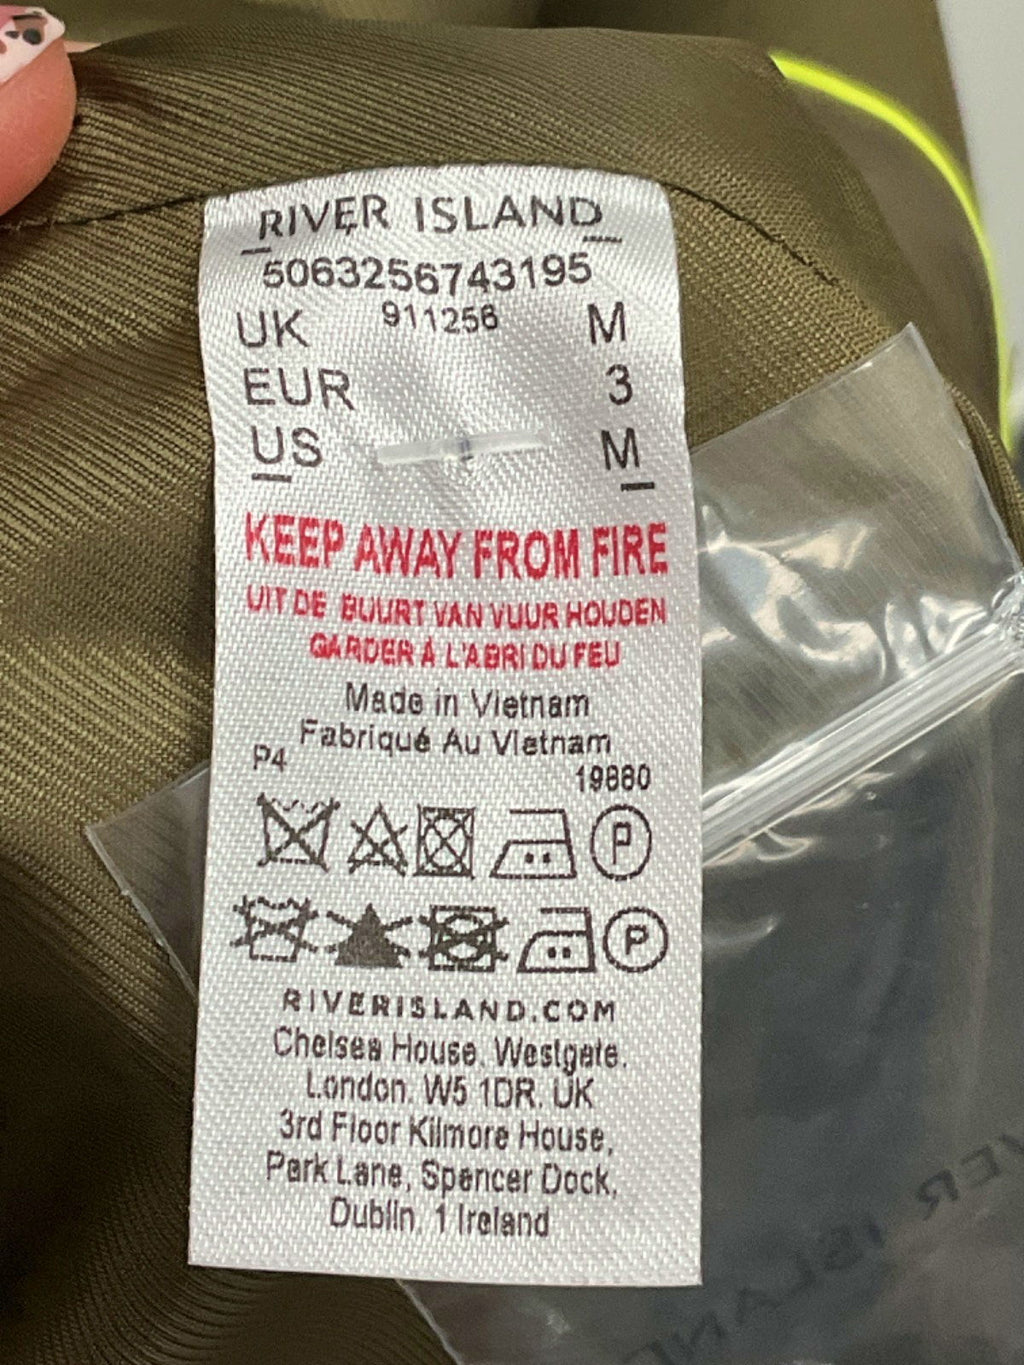 RIVER ISLAND
5063256743195
UK 911256 M
EUR 3
US M
KEEP AWAY FROM FIRE
UIT DE BUURT VAN VUUR HOUDEN
GARDER À L'ABRI DU FEU
Made in Vietnam
Fabriqué Au Vietnam
P4 19880
P
P
RIVERISLAND.COM
Chelsea House, Westgate,
London, W5 1DR, UK
3rd Floor Kilmore House,
Park Lane, Spencer Dock,
Dublin, 1 Ireland
VER ISLAND